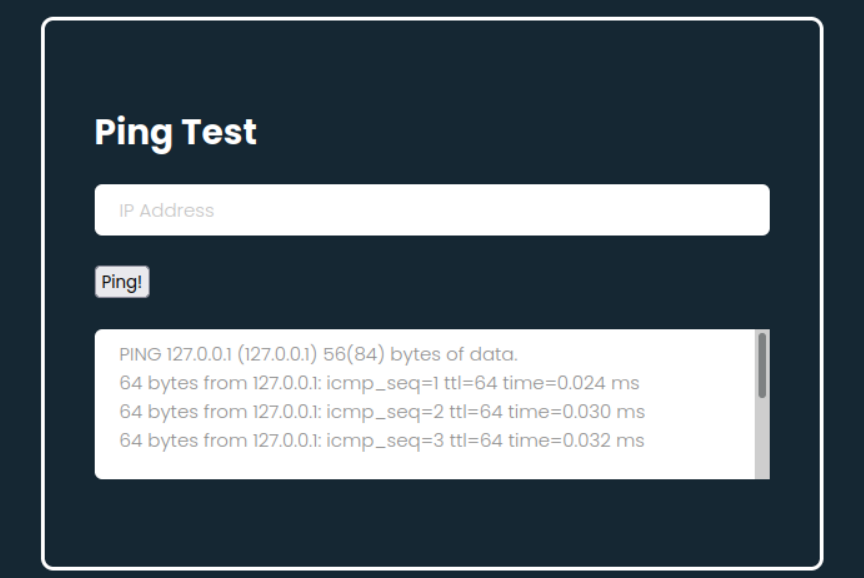 Ping Test
IP Address
Ping!
PING 127.0.0.1 (127.0.0.1) 56(84) bytes of data.
64 bytes from 127.0.0.1: icmp_seq=1 ttl=64 time=0.024 ms
64 bytes from 127.0.0.1: icmp_seq=2 ttl=64 time=0.030 ms
64 bytes from 127.0.0.1: icmp_seq=3 ttl=64 time=0.032 ms